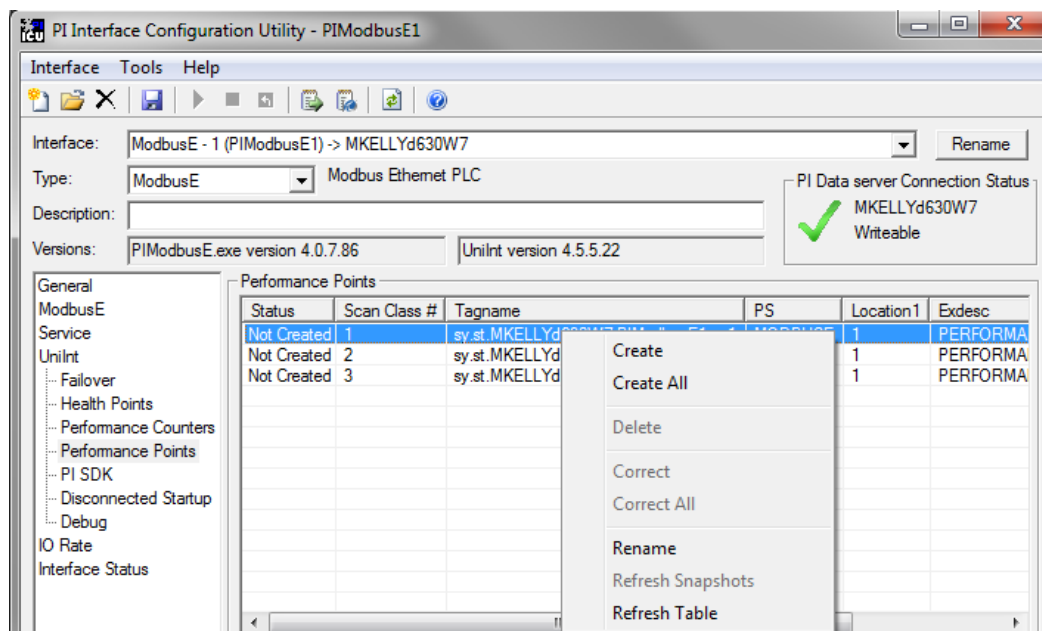 PI Interface Configuration Utility - PIModbusE1
Interface Tools Help
Interface: ModbusE - 1 (PIModbusE1) -> MKELLYd630W7 Rename
Type: ModbusE Modbus Ethernet PLC
PI Data server Connection Status
MKELLYd630W7
Writeable
Description:
Versions: PIModbusE.exe version 4.0.7.86 UniInt version 4.5.5.22
General
ModbusE
Service
UniInt
Failover
Health Points
Performance Counters
Performance Points
PI SDK
Disconnected Startup
Debug
IO Rate
Interface Status
Performance Points
Status Scan Class # Tagname PS Location1 Exdesc
Not Created 1 1 PERFORMA
Not Created 2 sy.st.MKELLYd 1 PERFORMA
Not Created 3 sy.st.MKELLYd 1 PERFORMA
Create
Create All
Delete
Correct
Correct All
Rename
Refresh Snapshots
Refresh Table